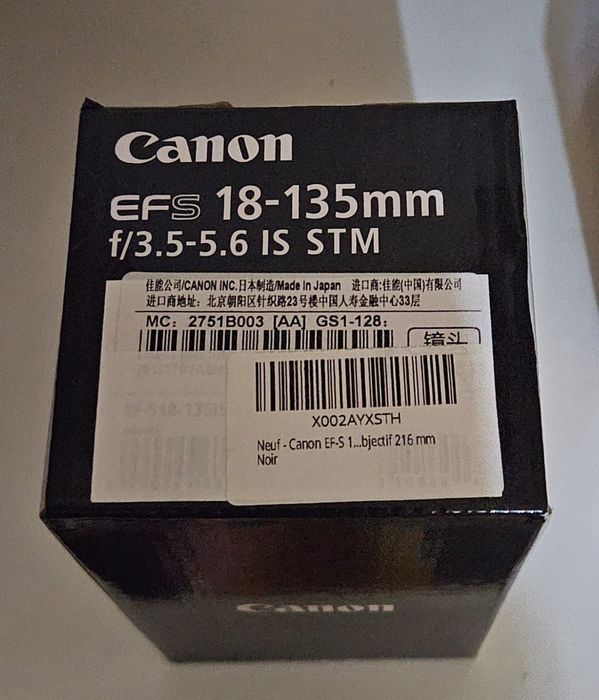 Canon
EFS 18-135mm
f/3.5-5.6 IS STM
佳能公司/CANON INC.日本制造/Made In Japan 进口商:佳能(中国)有限公司
进口商地址: 北京朝阳区针织路23号楼中国人寿金融中心33层
MC: 2751B003 [AA] GS1-128:
镜头
X002AYXSTH
Neuf - Canon EF-S 1...bjectif 216 mm
Noir
Canon